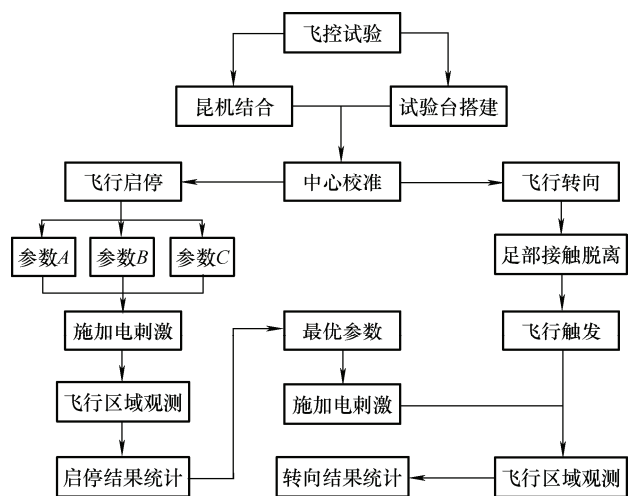 飞控试验
昆机结合
试验台搭建
飞行启停
中心校准
飞行转向
参数A
参数B
参数C
足部接触脱离
施加电刺激
最优参数
飞行触发
飞行区域观测
施加电刺激
启停结果统计
转向结果统计
飞行区域观测